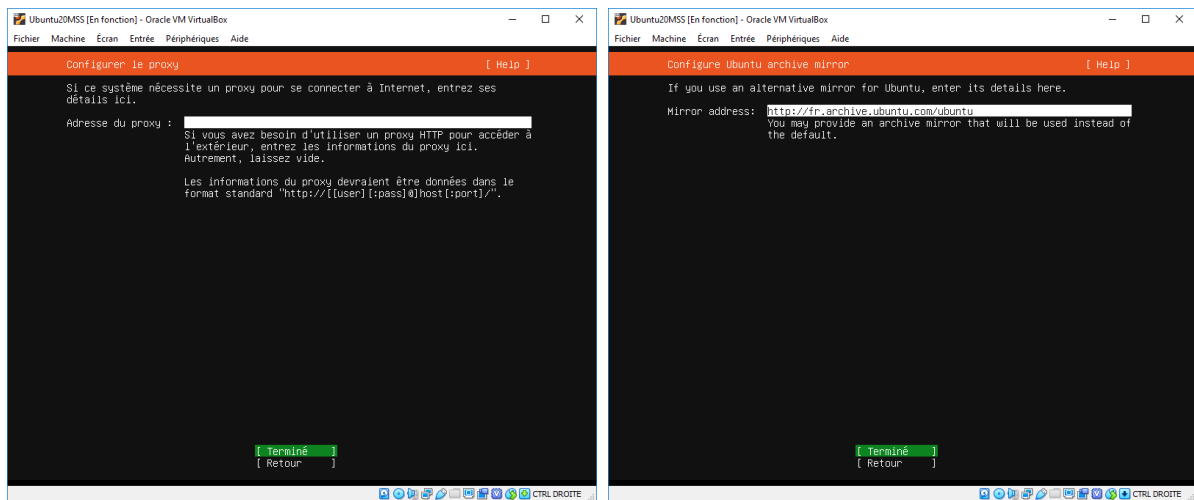 Ubuntu20MSS [En fonction] - Oracle VM VirtualBox
Fichier Machine Écran Entrée Périphériques Aide
Configurer le proxy [ Help ]
Si ce système nécessite un proxy pour se connecter à Internet, entrez ses
détails ici.
Adresse du proxy :
Si vous avez besoin d'utiliser un proxy HTTP pour accéder à
l'extérieur, entrez les informations du proxy ici.
Autrement, laissez vide.
Les informations du proxy devraient être données dans le
format standard "http://[[user][:pass]@]host[:port]/".
[ Terminé ]
[ Retour ]
CTRL DROITE
Ubuntu20MSS [En fonction] - Oracle VM VirtualBox
Fichier Machine Écran Entrée Périphériques Aide
Configure Ubuntu archive mirror [ Help ]
If you use an alternative mirror for Ubuntu, enter its details here.
Mirror address: http://fr.archive.ubuntu.com/ubuntu
You may provide an archive mirror that will be used instead of
the default.
[ Terminé ]
[ Retour ]
CTRL DROITE